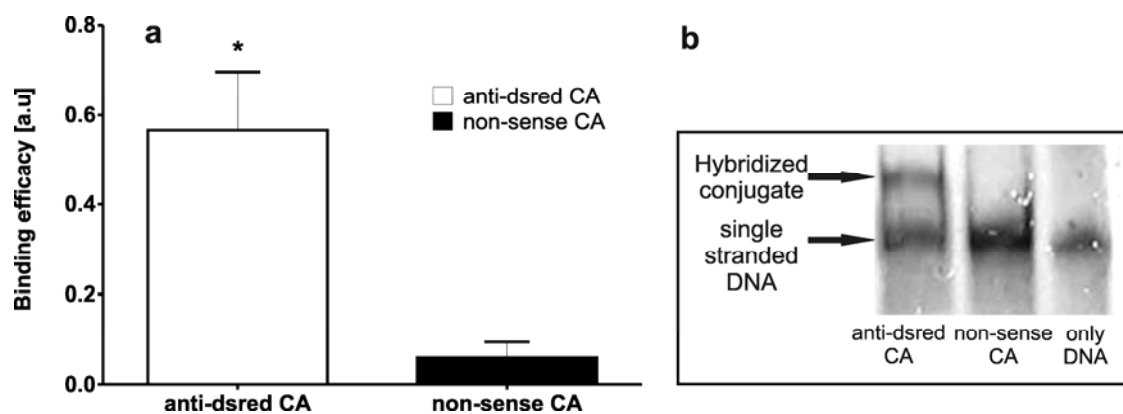 a
b
0.8
0.6
0.4
0.2
0.0
Binding efficacy [a.u]
*
anti-dsred CA
non-sense CA
anti-dsred CA
non-sense CA
Hybridized
conjugate
single
stranded
DNA
anti-dsred
CA
non-sense
CA
only
DNA